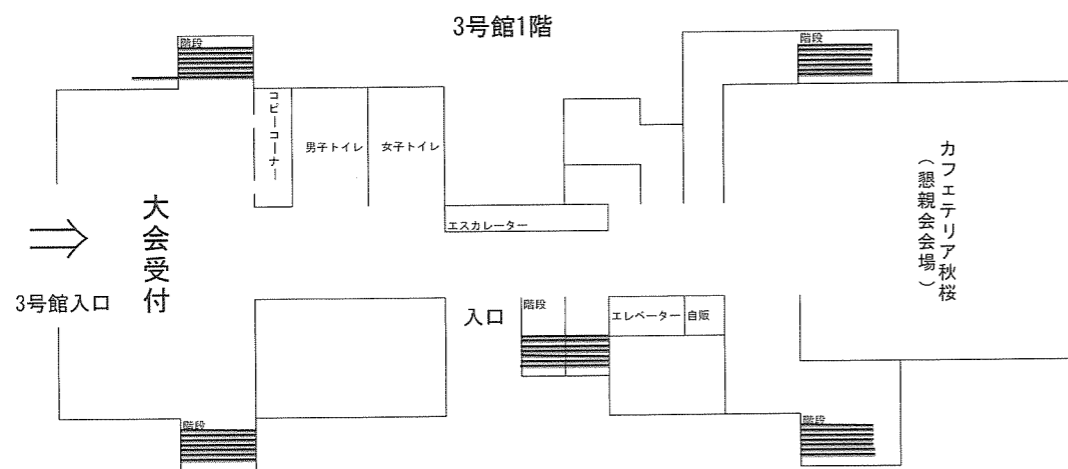 3号館1階
階段
階段
コピーコーナー
男子トイレ
女子トイレ
カフェテリア秋桜
(懇親会会場)
大会受付
エスカレーター
3号館入口
入口
階段
エレベーター
自販
階段
階段